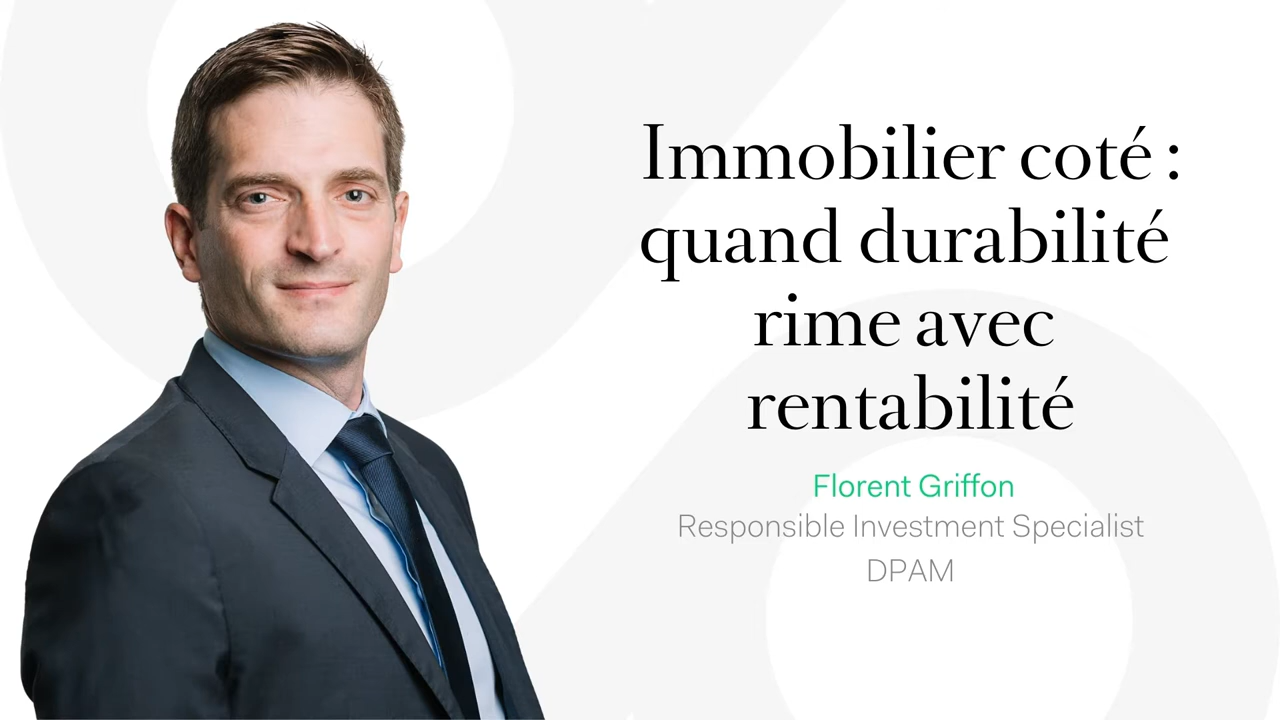 Immobilier coté :
quand durabilité
rime avec
rentabilité
Florent Griffon
Responsible Investment Specialist
DPAM